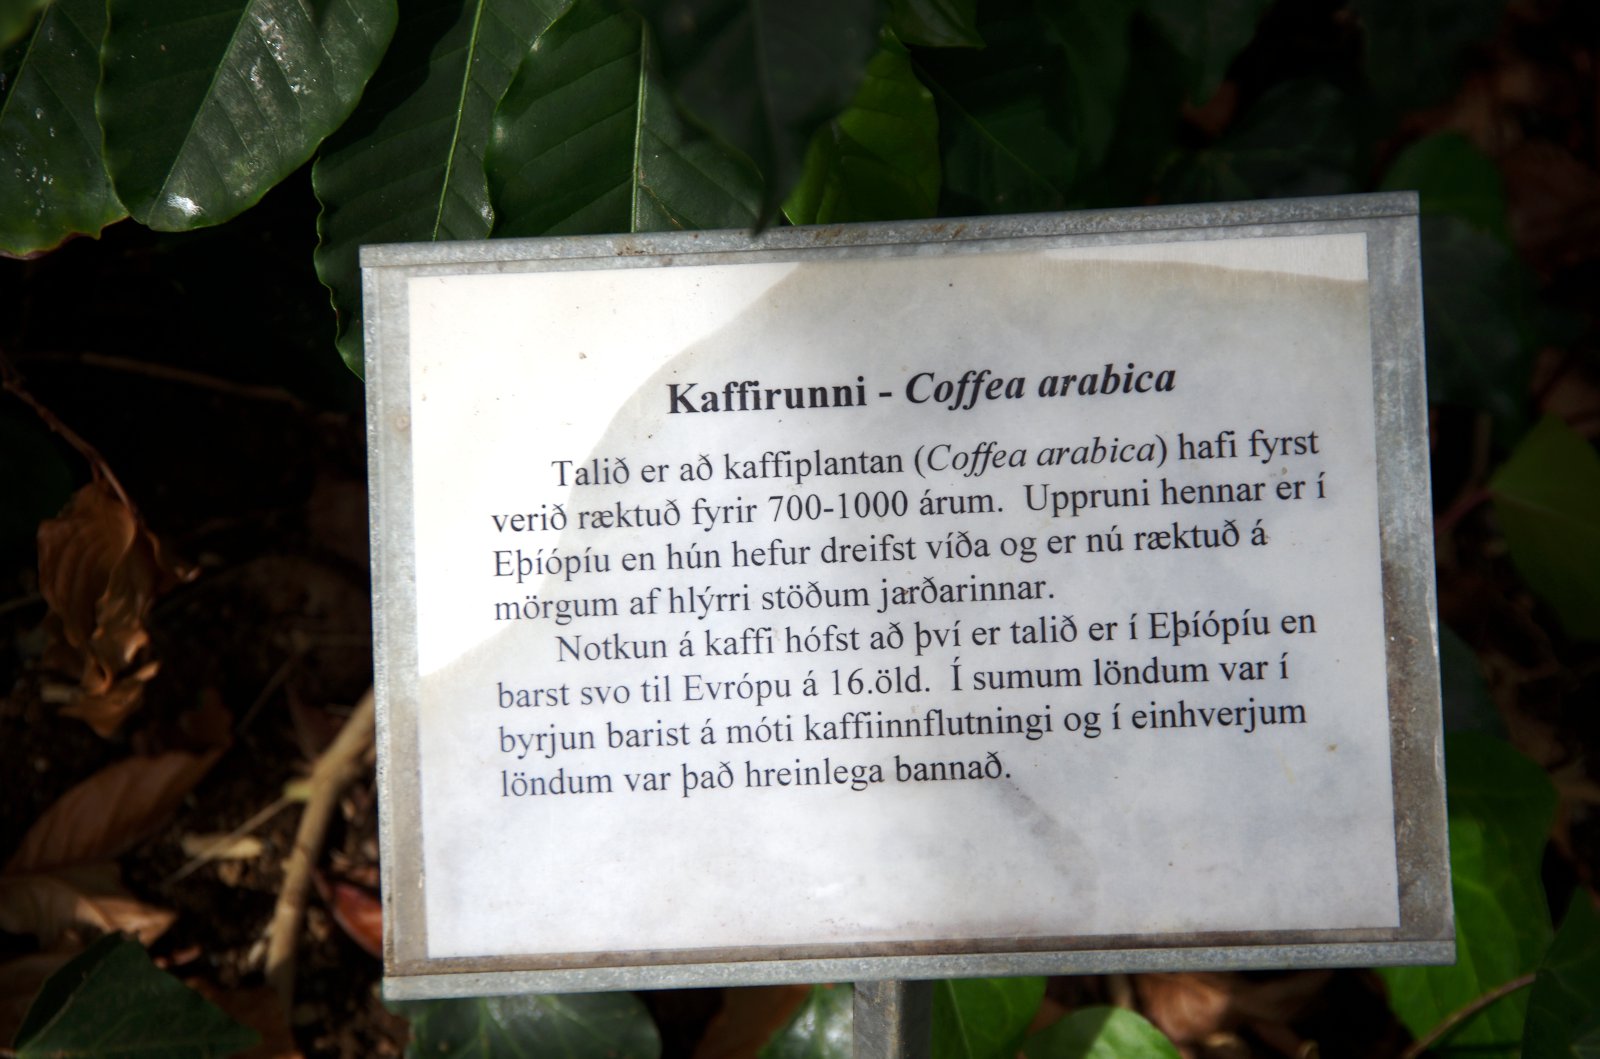 Kaffirunni - Coffea arabica
Talið er að kaffiplantan (Coffea arabica) hafi fyrst
verið ræktuð fyrir 700-1000 árum. Uppruni hennar er í
Eþíópíu en hún hefur dreifst víða og er nú ræktuð á
mörgum af hlýrri stöðum jarðarinnar.
Notkun á kaffi hófst að því er talið er í Eþíópíu en
barst svo til Evrópu á 16.öld. Í sumum löndum var í
byrjun barist á móti kaffiinnflutningi og í einhverjum
löndum var það hreinlega bannað.